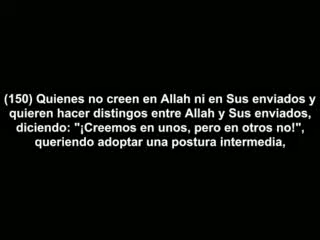 (150) Quienes no creen en Allah ni en Sus enviados y
quieren hacer distingos entre Allah y Sus enviados,
diciendo: "¡Creemos en unos, pero en otros no!",
queriendo adoptar una postura intermedia,